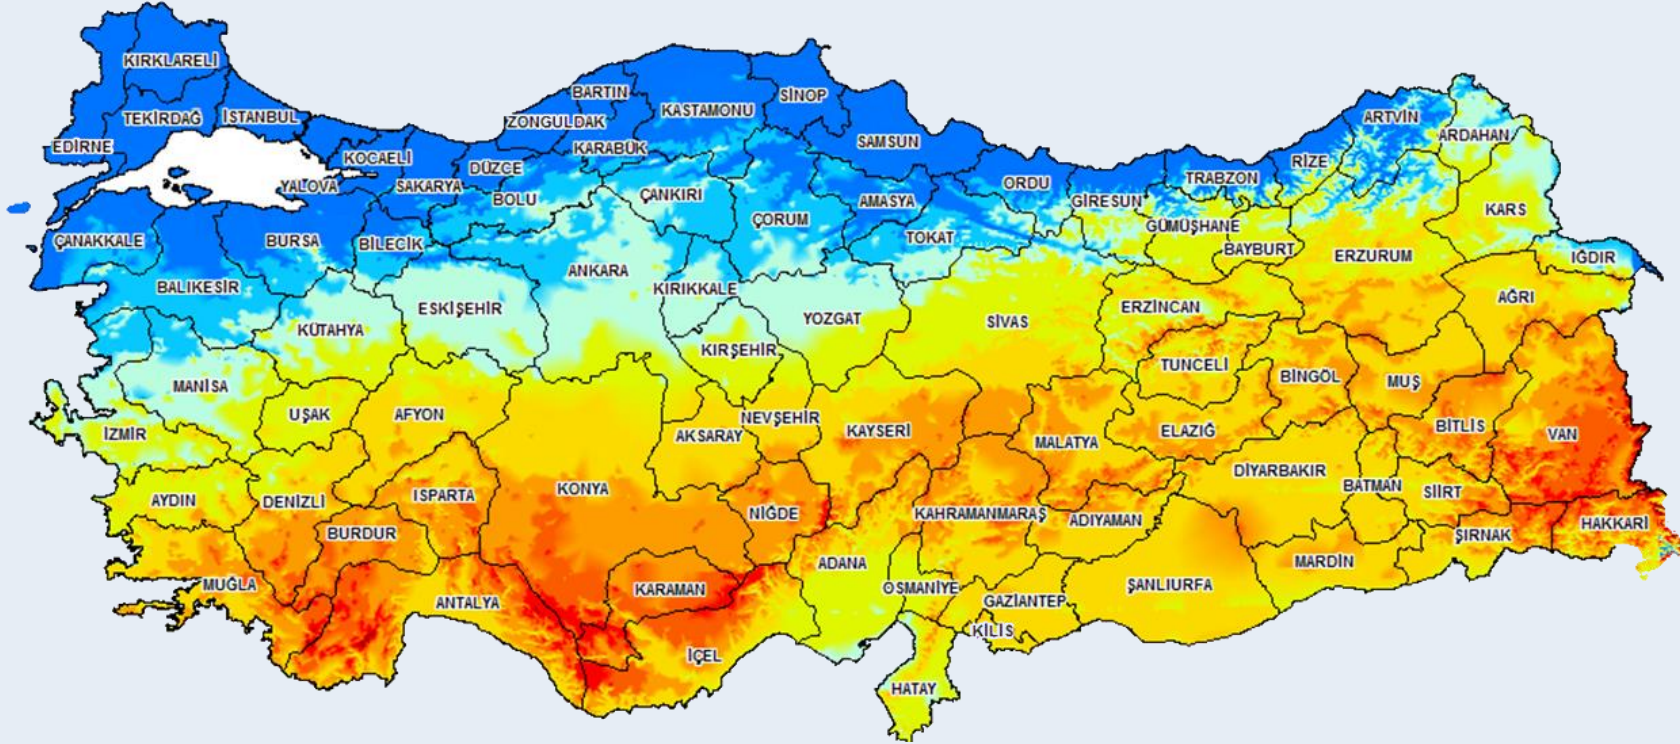 KIRKLARELİ
BARTIN
SİNOP
KASTAMONU
TEKİRDAĞ
İSTANBUL
ZONGULDAK
ARTVİN
ARDAHAN
EDİRNE
KARABÜK
SAMSUN
KOCAELİ
DÜZCE
RİZE
YALOVA
SAKARYA
TRABZON
ORDU
BOLU
ÇANKIRI
AMASYA
GİRESUN
KARS
ÇORUM
GÜMÜŞHANE
ÇANAKKALE
BURSA
BİLECİK
TOKAT
BAYBURT
ERZURUM
IĞDIR
ANKARA
BALIKESİR
KIRIKKALE
AĞRI
ESKİŞEHİR
ERZİNCAN
KÜTAHYA
YOZGAT
SİVAS
KIRŞEHİR
TUNCELİ
BİNGÖL
MUŞ
MANİSA
UŞAK
AFYON
NEVŞEHİR
BİTLİS
İZMİR
AKSARAY
KAYSERİ
MALATYA
ELAZIĞ
VAN
DİYARBAKIR
BATMAN
SİİRT
AYDIN
DENİZLİ
ISPARTA
KONYA
NİĞDE
KAHRAMANMARAŞ
ADIYAMAN
HAKKARİ
BURDUR
ŞIRNAK
ADANA
MARDİN
MUĞLA
KARAMAN
OSMANİYE
ŞANLIURFA
ANTALYA
GAZİANTEP
KİLİS
İÇEL
HATAY